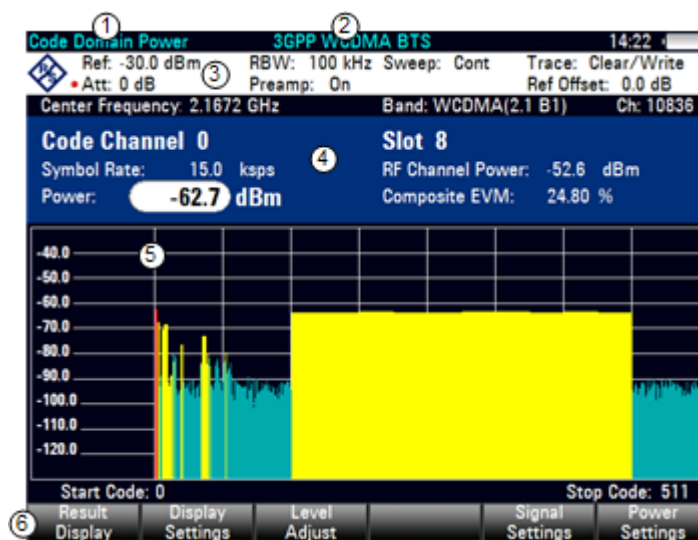 1 2
Code Domain Power 3GPP WCDMA BTS 14:22
Ref: -30.0 dBm 3 RBW: 100 kHz Sweep: Cont Trace: Clear/Write
Att: 0 dB Preamp: On Ref Offset: 0.0 dB
Center Frequency: 2.1672 GHz Band: WCDMA(2.1 B1) Ch: 10836
Code Channel 0 Slot 8
Symbol Rate: 15.0 ksps 4 RF Channel Power: -52.6 dBm
Power: -62.7 dBm Composite EVM: 24.80 %
-40.0 5
-50.0
-60.0
-70.0
-80.0
-90.0
-100.0
-110.0
-120.0
Start Code: 0 Stop Code: 511
6 Result Display Display Settings Level Adjust Signal Settings Power Settings